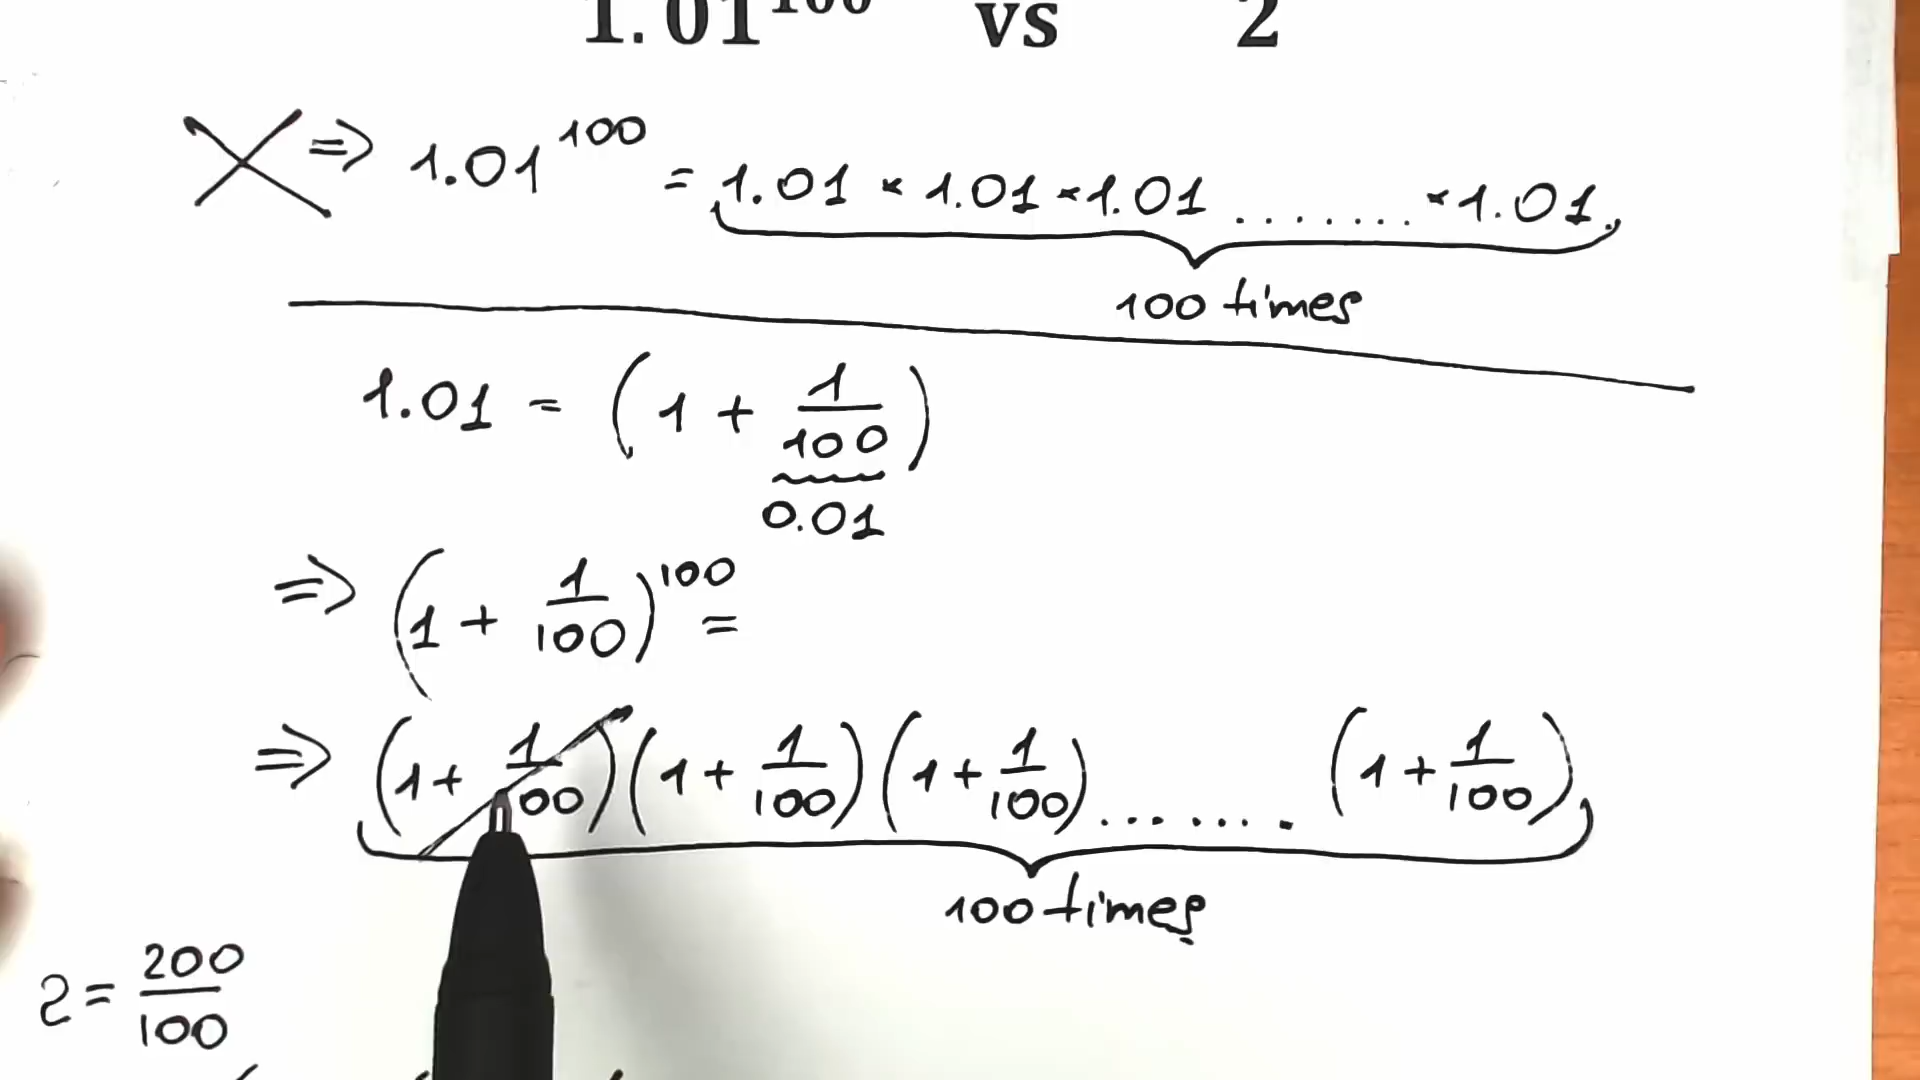 1.01¹⁰⁰ vs 2
X ⇒ 1.01¹⁰⁰ = 1.01 × 1.01 × 1.01 ........ × 1.01
100 times
1.01 = (1 + 1/100)
0.01
⇒ (1 + 1/100)¹⁰⁰ =
⇒ (1 + 1/100)(1 + 1/100)(1 + 1/100) ....... (1 + 1/100)
100 times
2 = 200/100